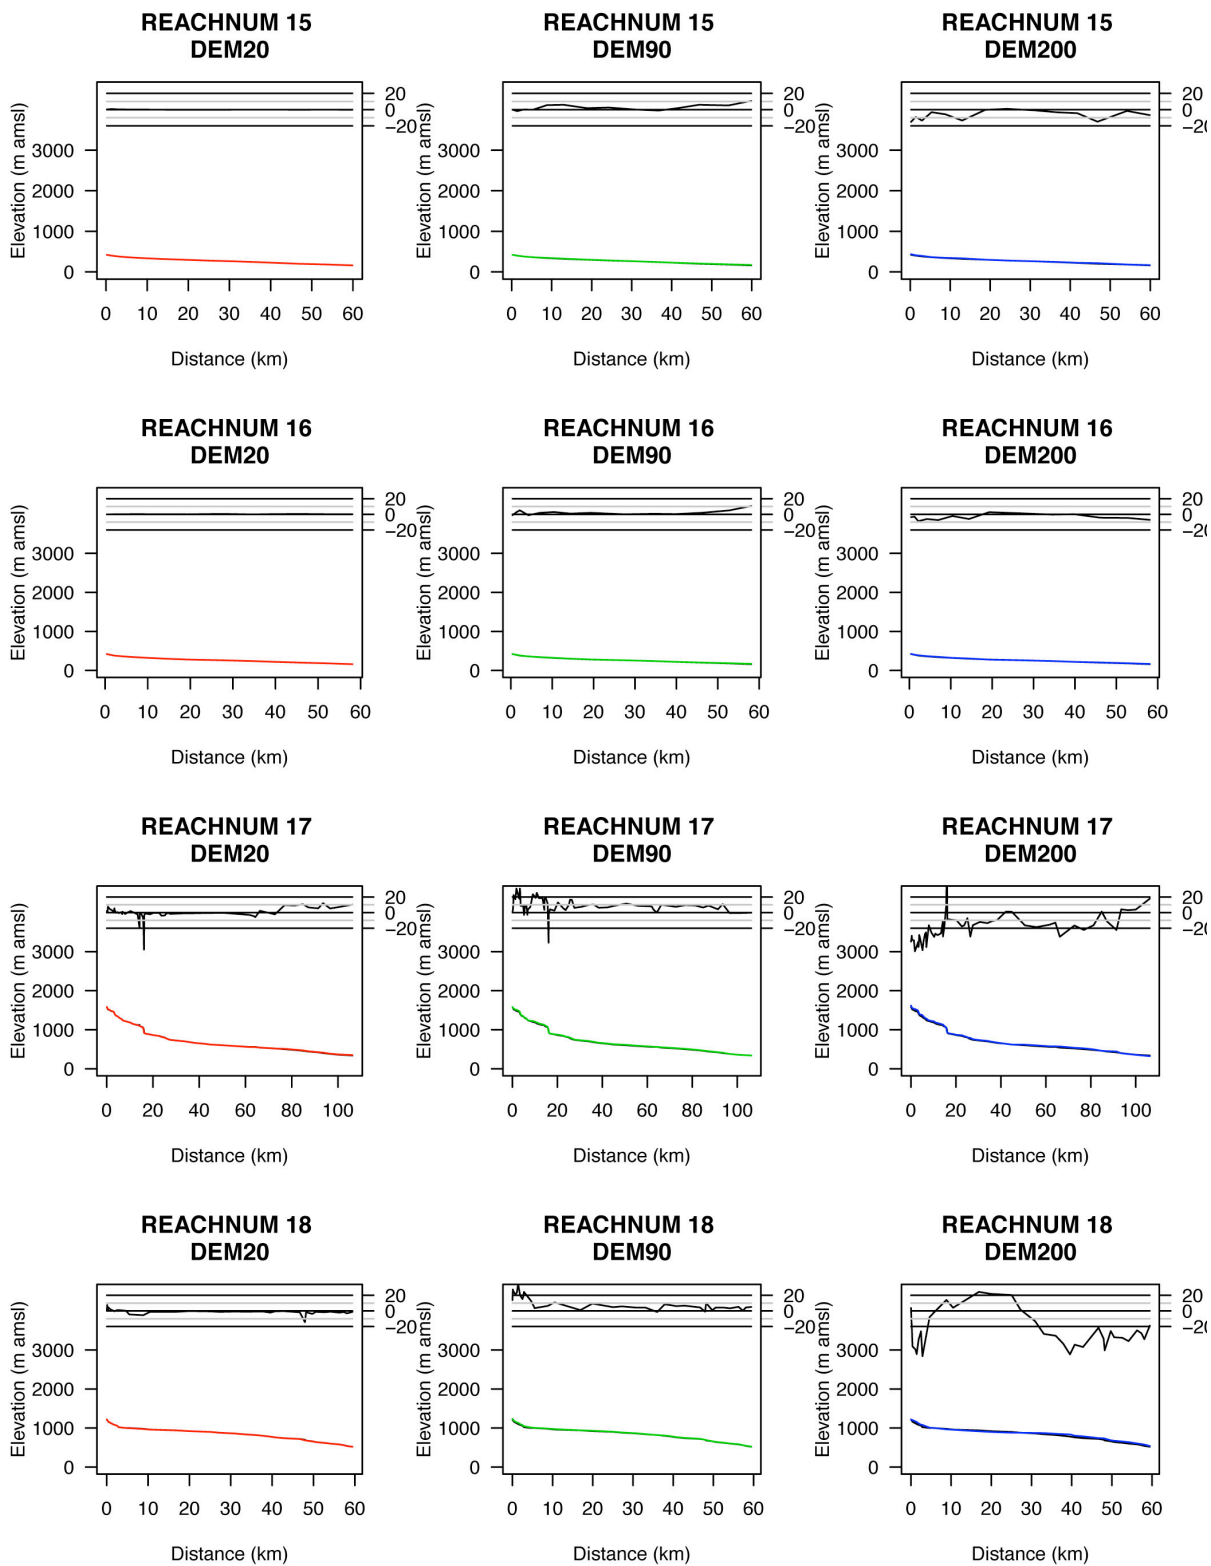 REACHNUM 15
DEM20
REACHNUM 15
DEM90
REACHNUM 15
DEM200
Elevation (m amsl)
3000
2000
1000
0
20
0
−20
0 10 20 30 40 50 60
Distance (km)
Elevation (m amsl)
3000
2000
1000
0
20
0
−20
0 10 20 30 40 50 60
Distance (km)
Elevation (m amsl)
3000
2000
1000
0
20
0
−20
0 10 20 30 40 50 60
Distance (km)
REACHNUM 16
DEM20
REACHNUM 16
DEM90
REACHNUM 16
DEM200
Elevation (m amsl)
3000
2000
1000
0
20
0
−20
0 10 20 30 40 50 60
Distance (km)
Elevation (m amsl)
3000
2000
1000
0
20
0
−20
0 10 20 30 40 50 60
Distance (km)
Elevation (m amsl)
3000
2000
1000
0
20
0
−20
0 10 20 30 40 50 60
Distance (km)
REACHNUM 17
DEM20
REACHNUM 17
DEM90
REACHNUM 17
DEM200
Elevation (m amsl)
3000
2000
1000
0
20
0
−20
0 20 40 60 80 100
Distance (km)
Elevation (m amsl)
3000
2000
1000
0
20
0
−20
0 20 40 60 80 100
Distance (km)
Elevation (m amsl)
3000
2000
1000
0
20
0
−20
0 20 40 60 80 100
Distance (km)
REACHNUM 18
DEM20
REACHNUM 18
DEM90
REACHNUM 18
DEM200
Elevation (m amsl)
3000
2000
1000
0
20
0
−20
0 10 20 30 40 50 60
Distance (km)
Elevation (m amsl)
3000
2000
1000
0
20
0
−20
0 10 20 30 40 50 60
Distance (km)
Elevation (m amsl)
3000
2000
1000
0
20
0
−20
0 10 20 30 40 50 60
Distance (km)